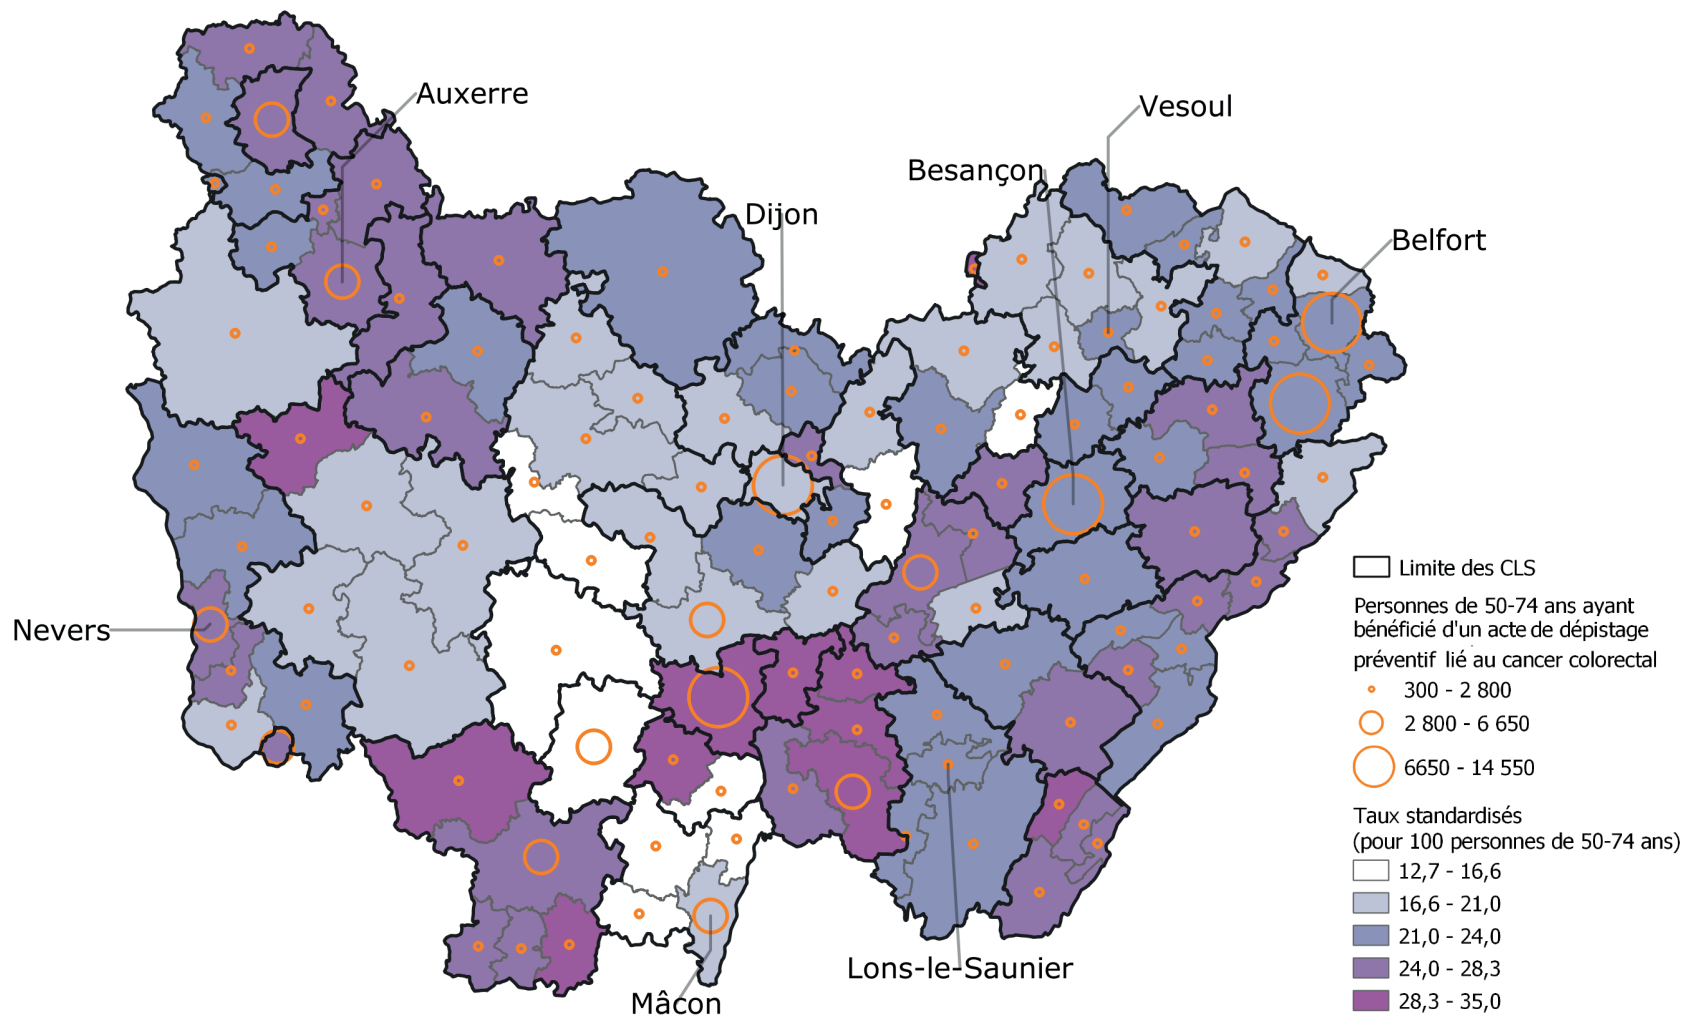 Auxerre
Vesoul
Besançon
Dijon
Belfort
Nevers
Lons-le-Saunier
Mâcon
Limite des CLS
Personnes de 50-74 ans ayant
bénéficié d'un acte de dépistage
préventif lié au cancer colorectal
300 - 2 800
2 800 - 6 650
6650 - 14 550
Taux standardisés
(pour 100 personnes de 50-74 ans)
12,7 - 16,6
16,6 - 21,0
21,0 - 24,0
24,0 - 28,3
28,3 - 35,0